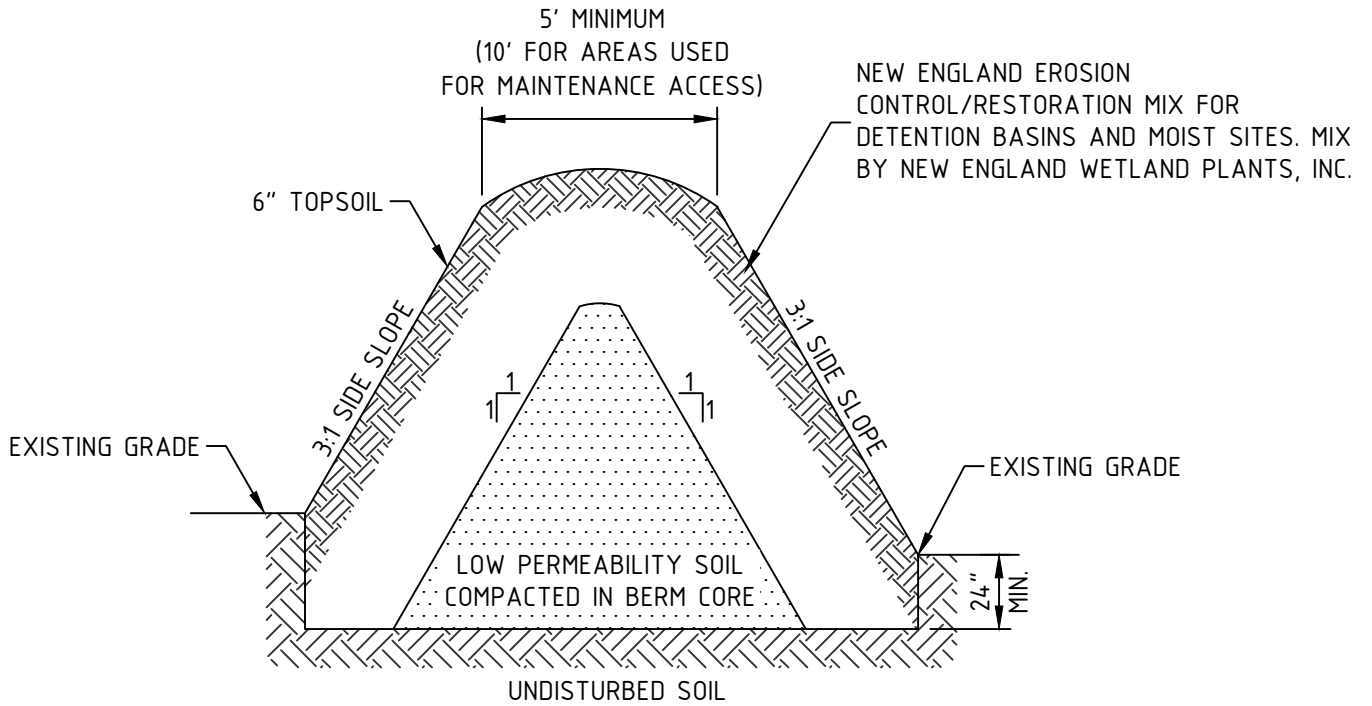 5' MINIMUM
(10' FOR AREAS USED
FOR MAINTENANCE ACCESS)
NEW ENGLAND EROSION
CONTROL/RESTORATION MIX FOR
DETENTION BASINS AND MOIST SITES. MIX
BY NEW ENGLAND WETLAND PLANTS, INC.
6" TOPSOIL
3:1 SIDE SLOPE
3:1 SIDE SLOPE
1
1
1
1
EXISTING GRADE
EXISTING GRADE
LOW PERMEABILITY SOIL
COMPACTED IN BERM CORE
24"
MIN.
UNDISTURBED SOIL